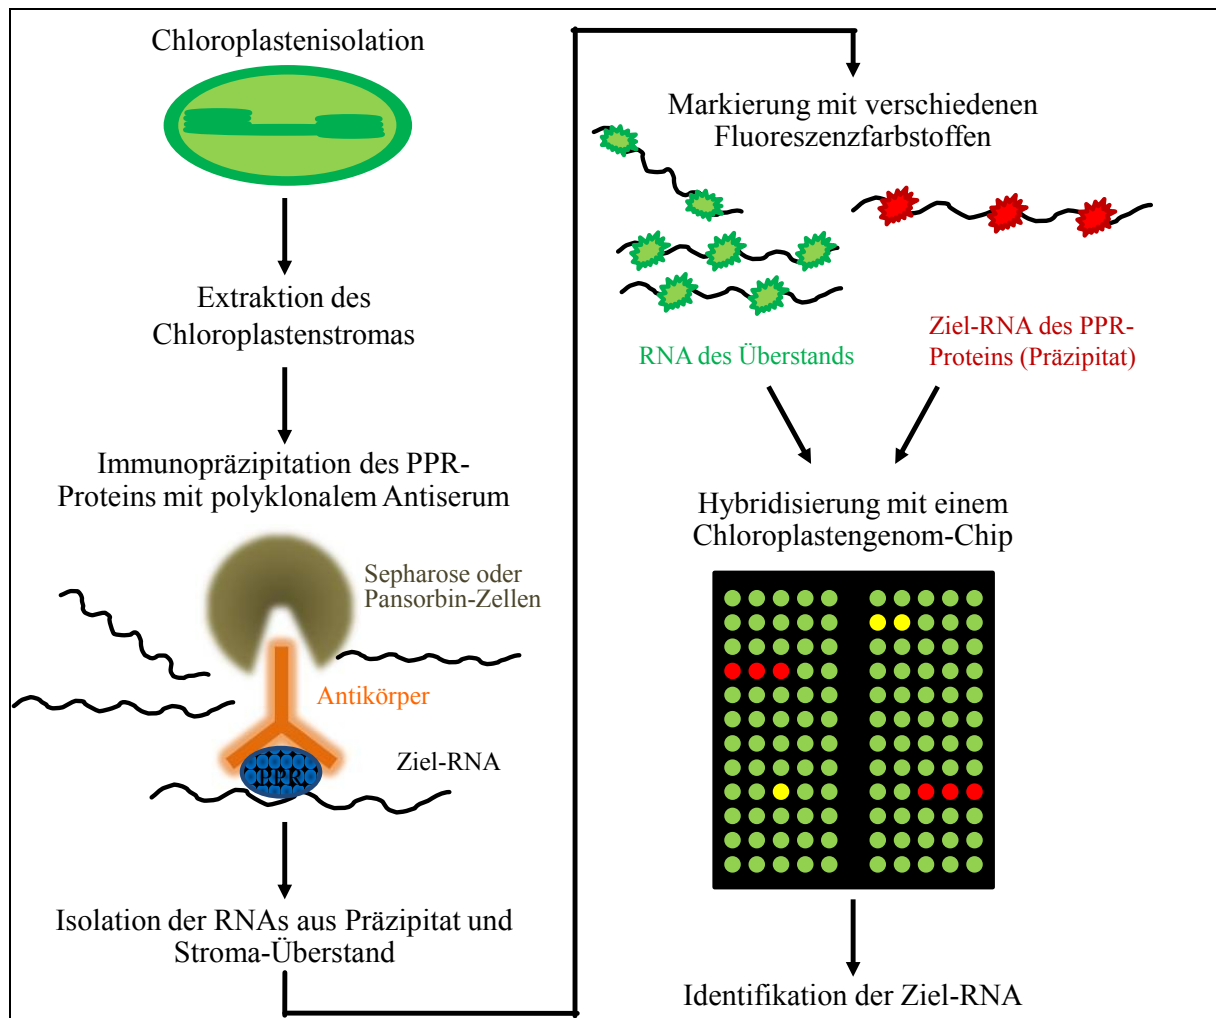 Chloroplastenisolation
Extraktion des
Chloroplastenstromas
Immunopräzipitation des PPR-
Proteins mit polyklonalem Antiserum
Sepharose oder
Pansorbin-Zellen
Antikörper
Ziel-RNA
PPR
Isolation der RNAs aus Präzipitat und
Stroma-Überstand
Markierung mit verschiedenen
Fluoreszenzfarbstoffen
RNA des Überstands
Ziel-RNA des PPR-
Proteins (Präzipitat)
Hybridisierung mit einem
Chloroplastengenom-Chip
Identifikation der Ziel-RNA